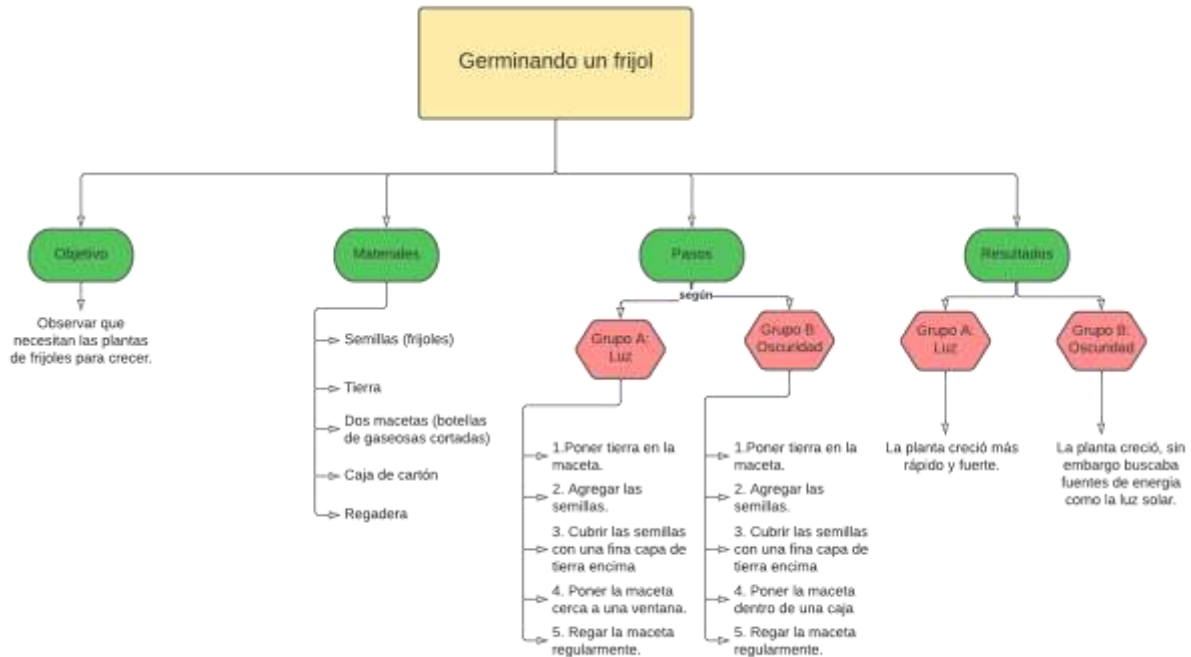 Germinando un frijol
Objetivo
Observar que
necesitan las plantas
de frijoles para crecer.
Materiales
Semillas (frijoles)
Tierra
Dos macetas (botellas
de gaseosas cortadas)
Caja de cartón
Regadera
Pasos
según
Grupo A:
Luz
1.Poner tierra en la
maceta.
2. Agregar las
semillas.
3. Cubrir las semillas
con una fina capa de
tierra encima
4. Poner la maceta
cerca a una ventana.
5. Regar la maceta
regularmente.
Grupo B:
Oscuridad
1.Poner tierra en la
maceta.
2. Agregar las
semillas.
3. Cubrir las semillas
con una fina capa de
tierra encima
4. Poner la maceta
dentro de una caja
5. Regar la maceta
regularmente.
Resultados
Grupo A:
Luz
La planta creció más
rápido y fuerte.
Grupo B:
Oscuridad
La planta creció, sin
embargo buscaba
fuentes de energía
como la luz solar.